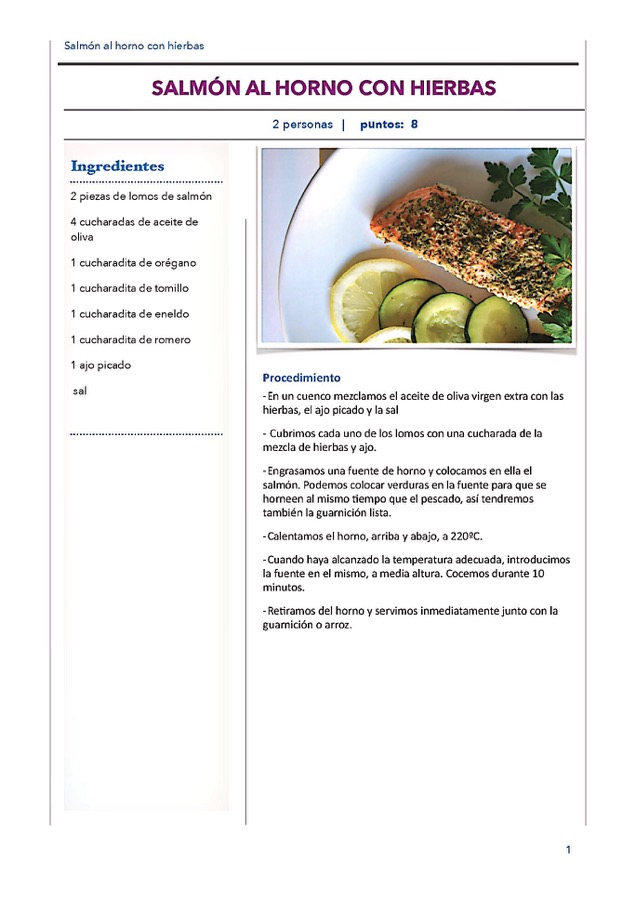 Salmón al horno con hierbas
SALMÓN AL HORNO CON HIERBAS
2 personas | puntos: 8
Ingredientes
2 piezas de lomos de salmón
4 cucharadas de aceite de
oliva
1 cucharadita de orégano
1 cucharadita de tomillo
1 cucharadita de eneldo
1 cucharadita de romero
1 ajo picado
sal
Procedimiento
-En un cuenco mezclamos el aceite de oliva virgen extra con las
hierbas, el ajo picado y la sal
- Cubrimos cada uno de los lomos con una cucharada de la
mezcla de hierbas y ajo.
-Engrasamos una fuente de horno y colocamos en ella el
salmón. Podemos colocar verduras en la fuente para que se
horneen al mismo tiempo que el pescado, así tendremos
también la guarnición lista.
-Calentamos el horno, arriba y abajo, a 220ºC.
-Cuando haya alcanzado la temperatura adecuada, introducimos
la fuente en el mismo, a media altura. Cocemos durante 10
minutos.
-Retiramos del horno y servimos inmediatamente junto con la
guarnición o arroz.
1